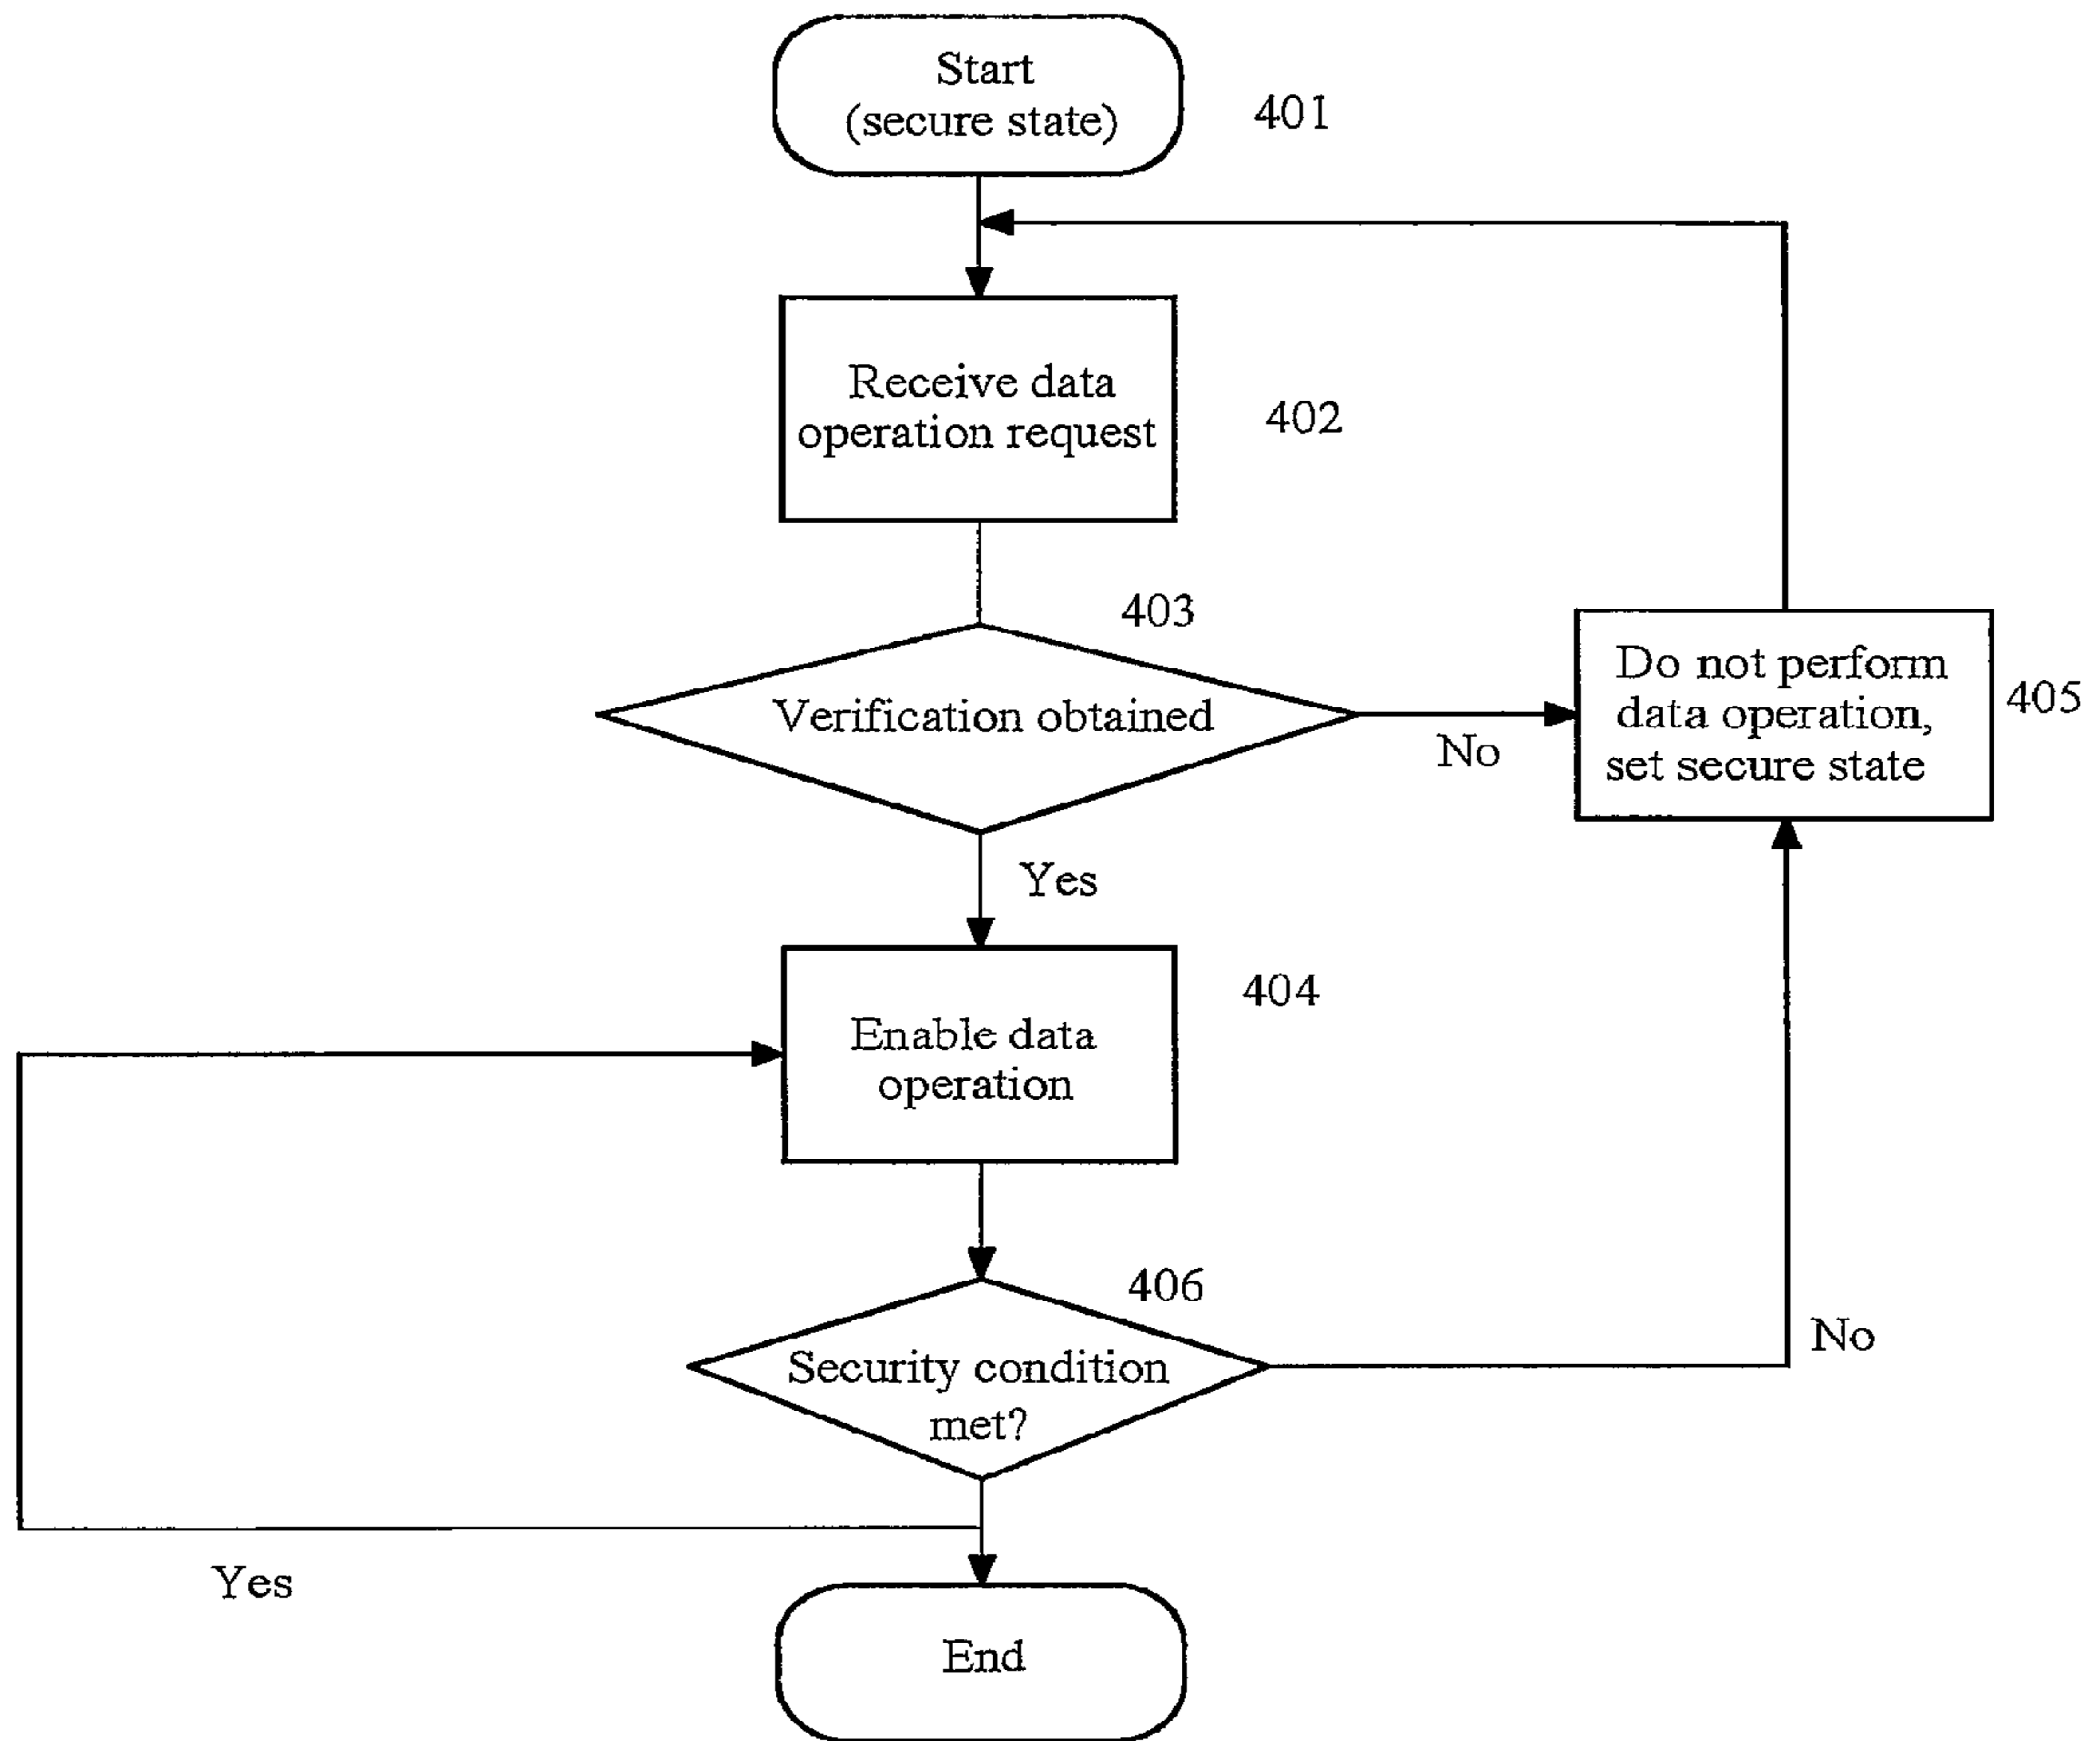 Start
(secure state)
401
Receive data
operation request
402
403
Verification obtained
No
Do not perform
data operation,
set secure state
405
Yes
404
Enable data
operation
406
Security condition
met?
No
Yes
End